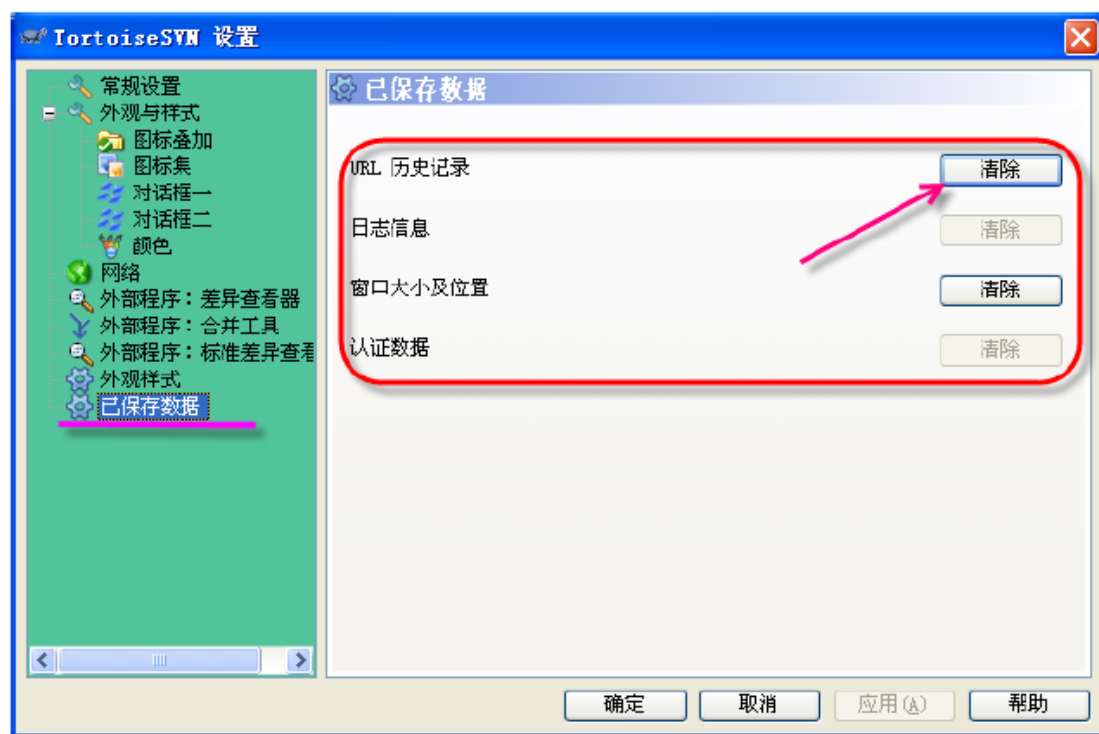 TortoiseSVN 设置
常规设置
外观与样式
图标叠加
图标集
对话框一
对话框二
颜色
网络
外部程序：差异查看器
外部程序：合并工具
外部程序：标准差异查看
外观样式
已保存数据
已保存数据
URL 历史记录
清除
日志信息
清除
窗口大小及位置
清除
认证数据
清除
确定
取消
应用(A)
帮助